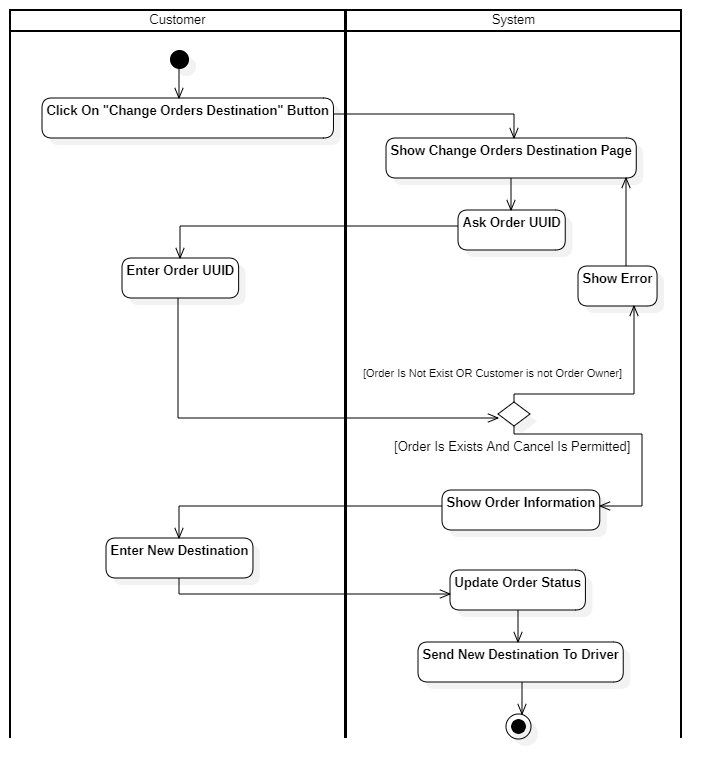 Customer
System
Click On "Change Orders Destination" Button
Show Change Orders Destination Page
Ask Order UUID
Enter Order UUID
Show Error
[Order Is Not Exist OR Customer is not Order Owner]
[Order Is Exists And Cancel Is Permitted]
Show Order Information
Enter New Destination
Update Order Status
Send New Destination To Driver